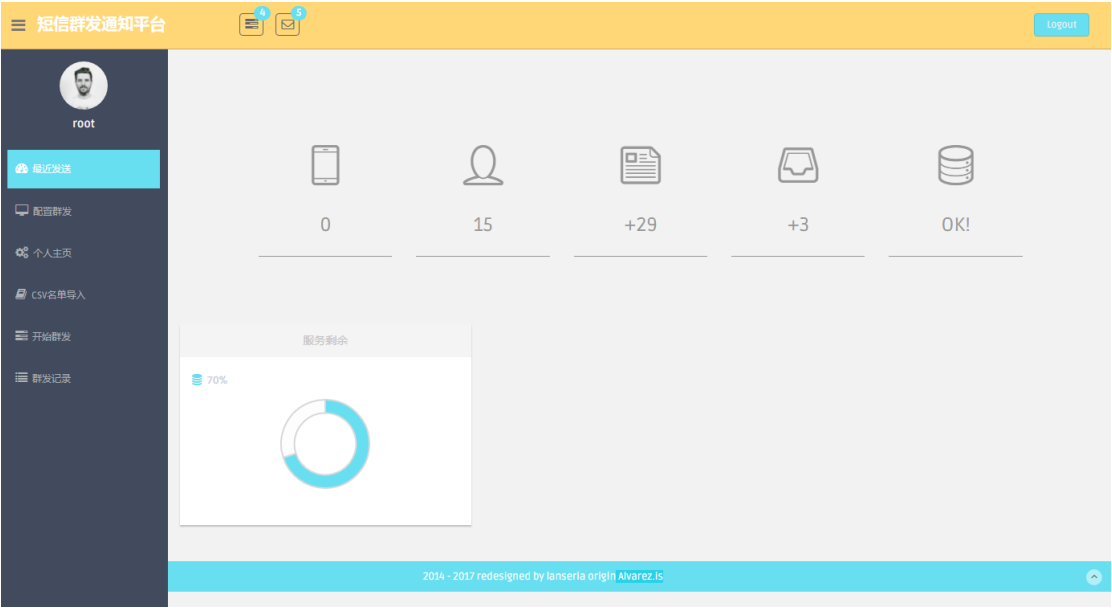 短信群发通知平台
4
5
Logout
root
最近发送
配置群发
个人主页
CSV名单导入
开始群发
群发记录
0
15
+29
+3
OK!
服务剩余
70%
2014 - 2017 redesigned by lanseria origin Alvarez.is